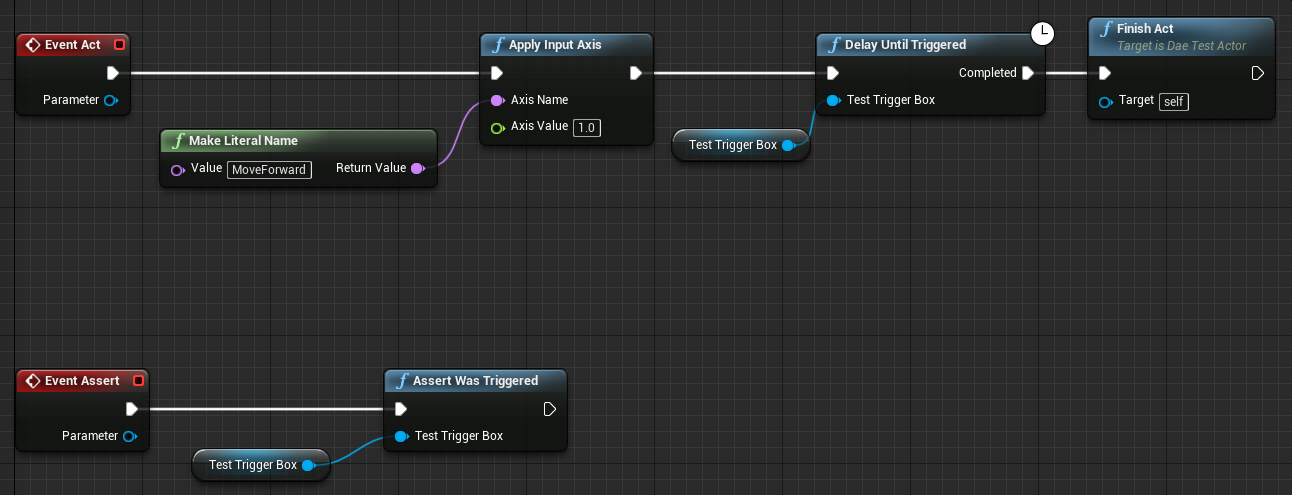 Event Act
Parameter
Make Literal Name
Value MoveForward Return Value
Apply Input Axis
Axis Name
Axis Value 1.0
Test Trigger Box
Delay Until Triggered
Completed
Test Trigger Box
Finish Act
Target is Dae Test Actor
Target self
Event Assert
Parameter
Test Trigger Box
Assert Was Triggered
Test Trigger Box